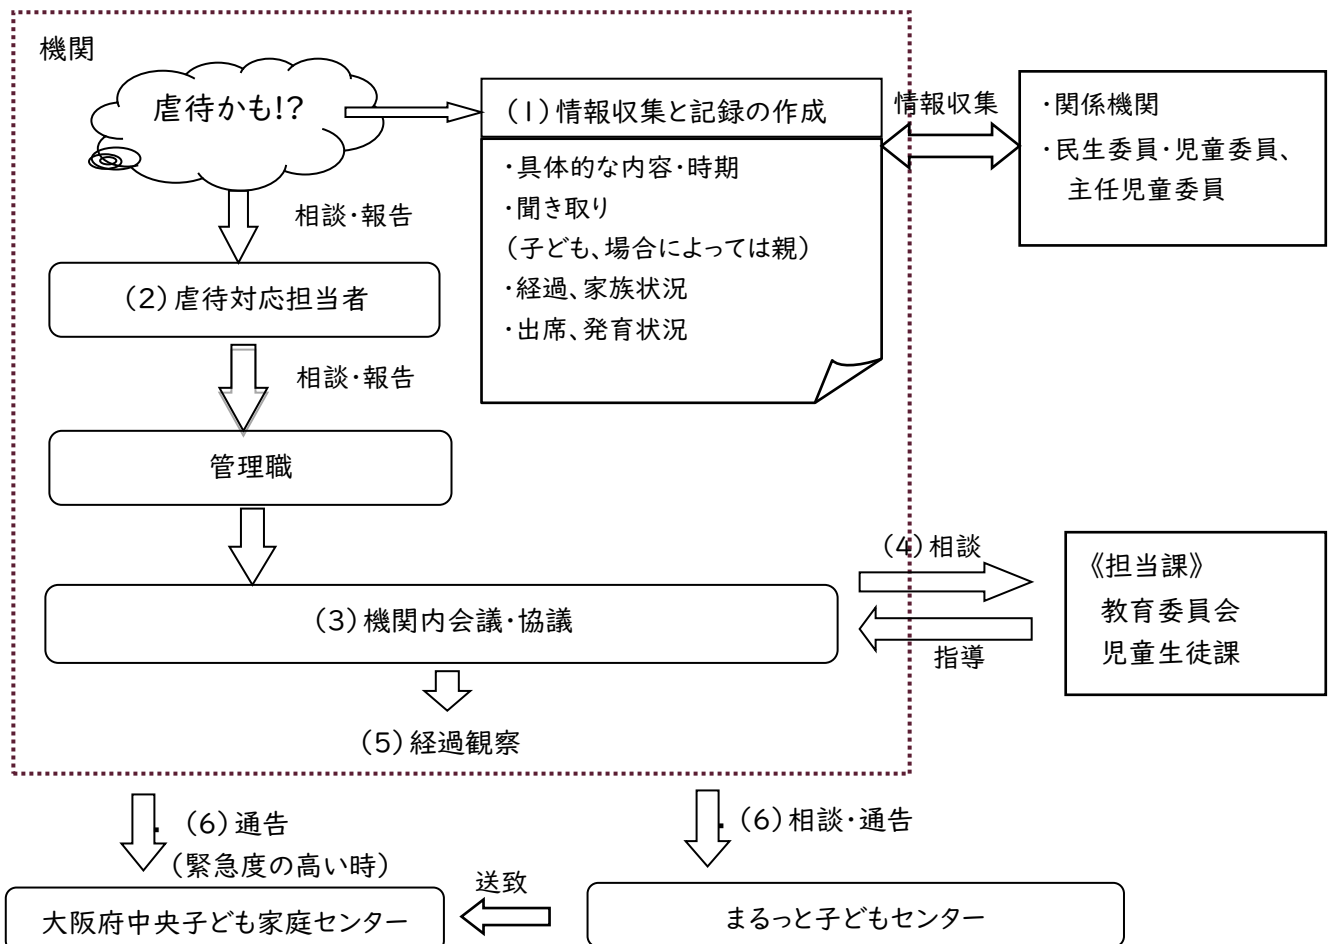 機関
虐待かも!?
(1)情報収集と記録の作成
・具体的な内容・時期
・聞き取り
(子ども、場合によっては親)
・経過、家族状況
・出席、発育状況
情報収集
・関係機関
・民生委員・児童委員、
主任児童委員
相談・報告
(2)虐待対応担当者
相談・報告
管理職
(3)機関内会議・協議
(4)相談
指導
《担当課》
教育委員会
児童生徒課
(5)経過観察
(6)通告
(緊急度の高い時)
(6)相談・通告
大阪府中央子ども家庭センター
送致
まるっと子どもセンター